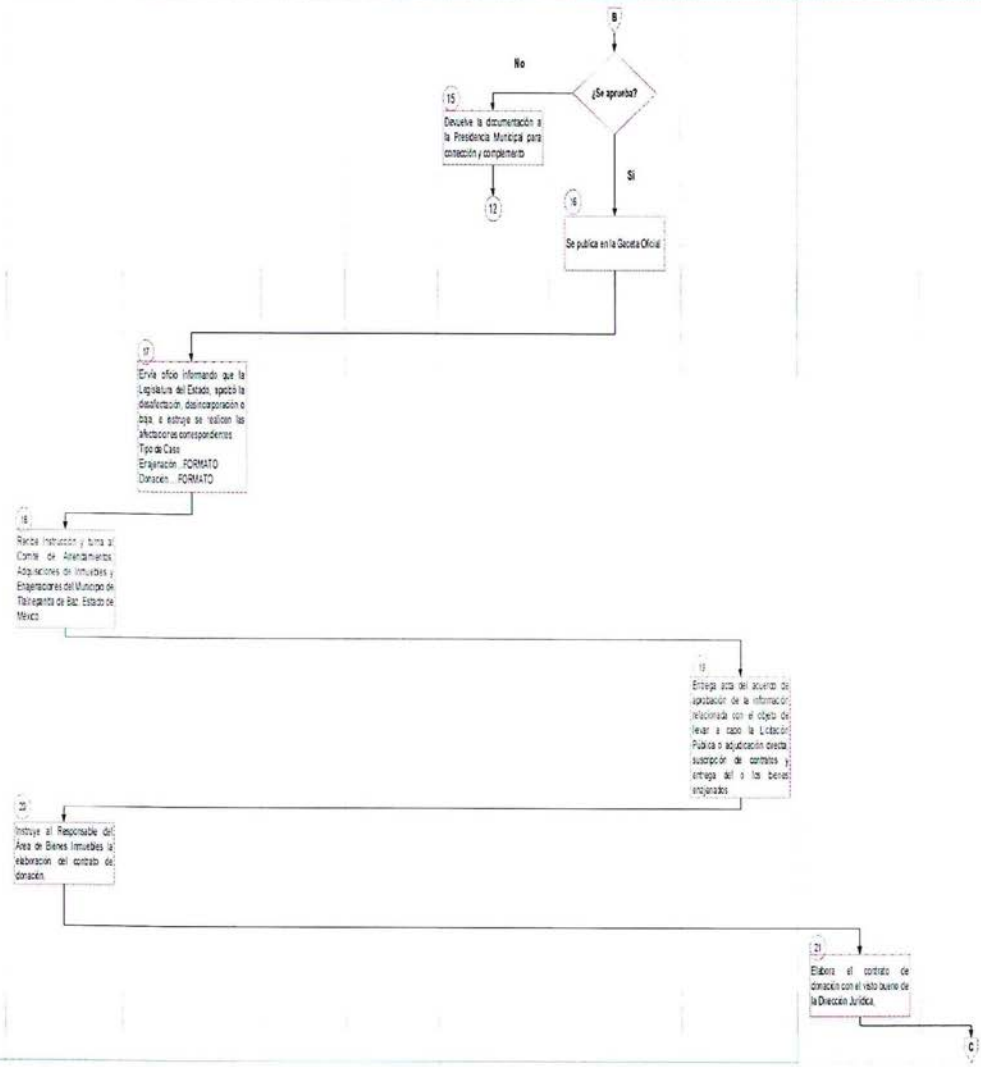 B
No
¿Se aprueba?
15
Devuelve la documentación a
la Presidencia Municipal para
corrección y complemento
Si
12
16
Se publica en la Gaceta Oficial
17
Envía oficio informando que la
Legislatura del Estado, aprobó la
desafectación, desincorporación o
baja, e instruye se realicen las
afectaciones correspondientes
Tipo de Caso
Enajenación...FORMATO
Donación....FORMATO
18
Recibe Instrucción y turna al
Comité de Arrendamientos,
Adquisiciones de Inmuebles y
Enajenaciones del Municipio de
Tlalnepantla de Baz, Estado de
México
19
Entrega acta del acuerdo de
aprobación de la información
relacionada con el objeto de
llevar a cabo la Licitación
Pública o adjudicación directa,
suscripción de contratos y
entrega del o los bienes
enajenados
20
Instruye al Responsable del
Área de Bienes Inmuebles la
elaboración del contrato de
donación.
21
Elabora el contrato de
donación con el visto bueno de
la Dirección Jurídica.
C